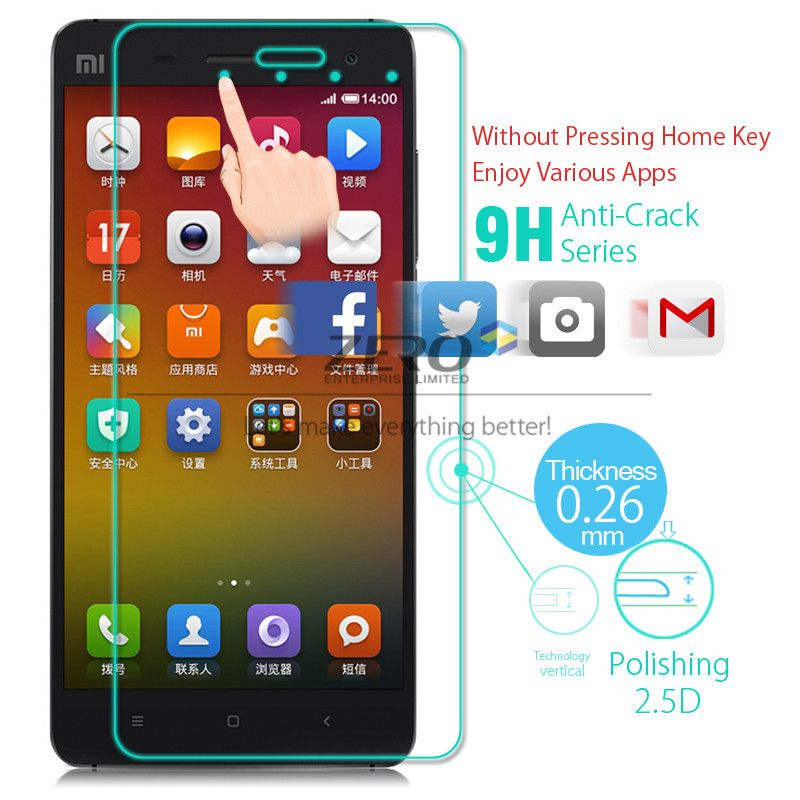 mi
14:00
时钟
图库
视频
17
日历
相机
天气
电子邮件
mi
主题风格
应用商店
游戏中心
文件管理
安全中心
设置
系统工具
小工具
拨号
联系人
浏览器
短信
Without Pressing Home Key
Enjoy Various Apps
9H Anti-Crack
Series
f
M
ZERO
ENTERPRISE LIMITED
Let's make everything better!
Thickness
0.26
mm
Technology
vertical
Polishing
2.5D